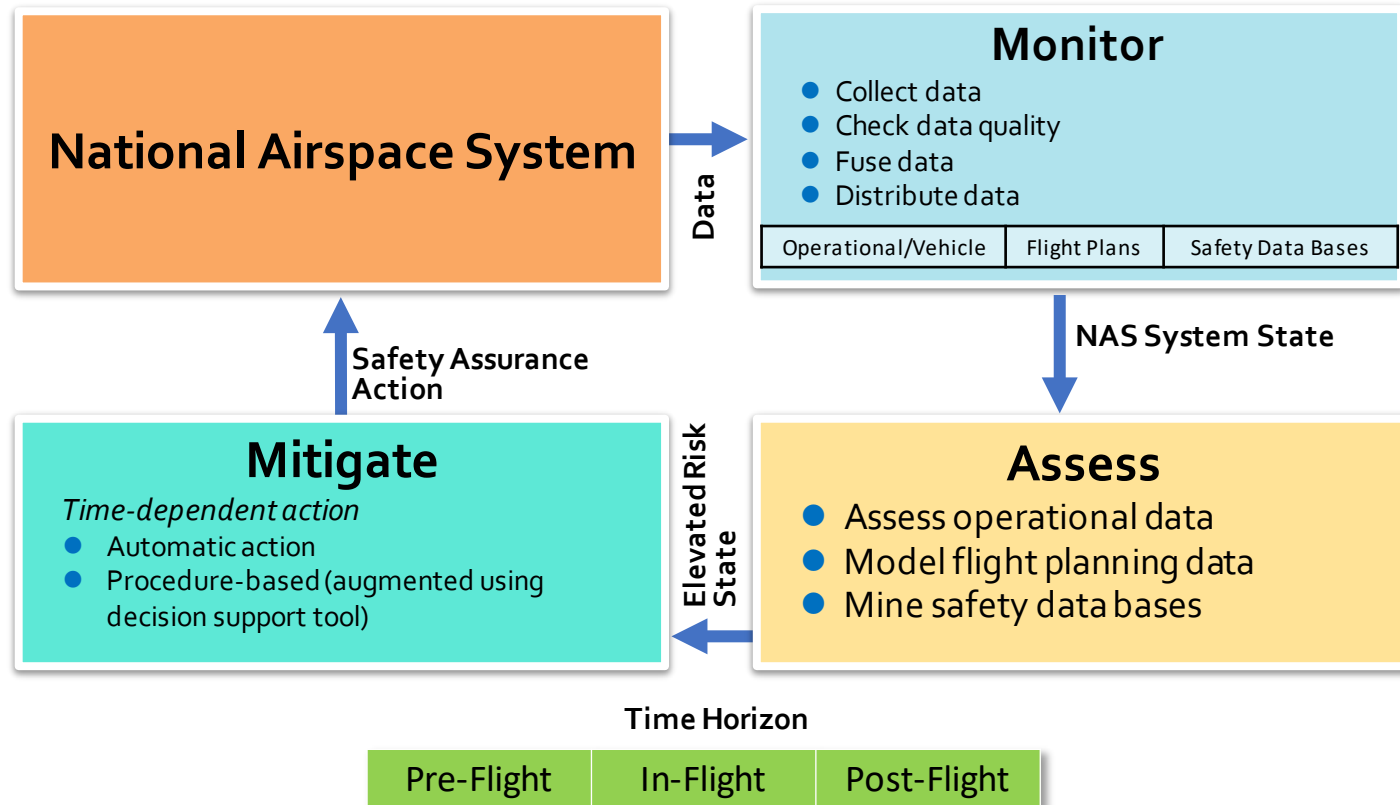 National Airspace System
Data
Monitor
Collect data
Check data quality
Fuse data
Distribute data
Operational/Vehicle
Flight Plans
Safety Data Bases
NAS System State
Safety Assurance
Action
Mitigate
Time-dependent action
Automatic action
Procedure-based (augmented using
decision support tool)
Elevated Risk
State
Assess
Assess operational data
Model flight planning data
Mine safety data bases
Time Horizon
Pre-Flight
In-Flight
Post-Flight